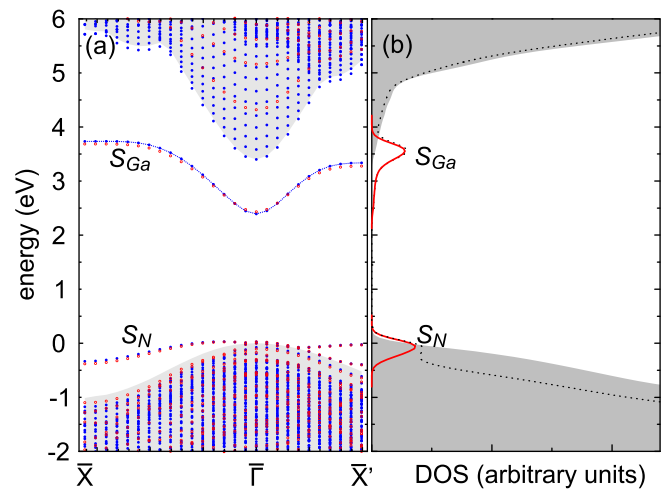 6
5
4
3
2
1
0
-1
-2
energy (eV)
(a)
S_Ga
S_N
X̅
Γ̅
X̅'
(b)
S_Ga
S_N
DOS (arbitrary units)